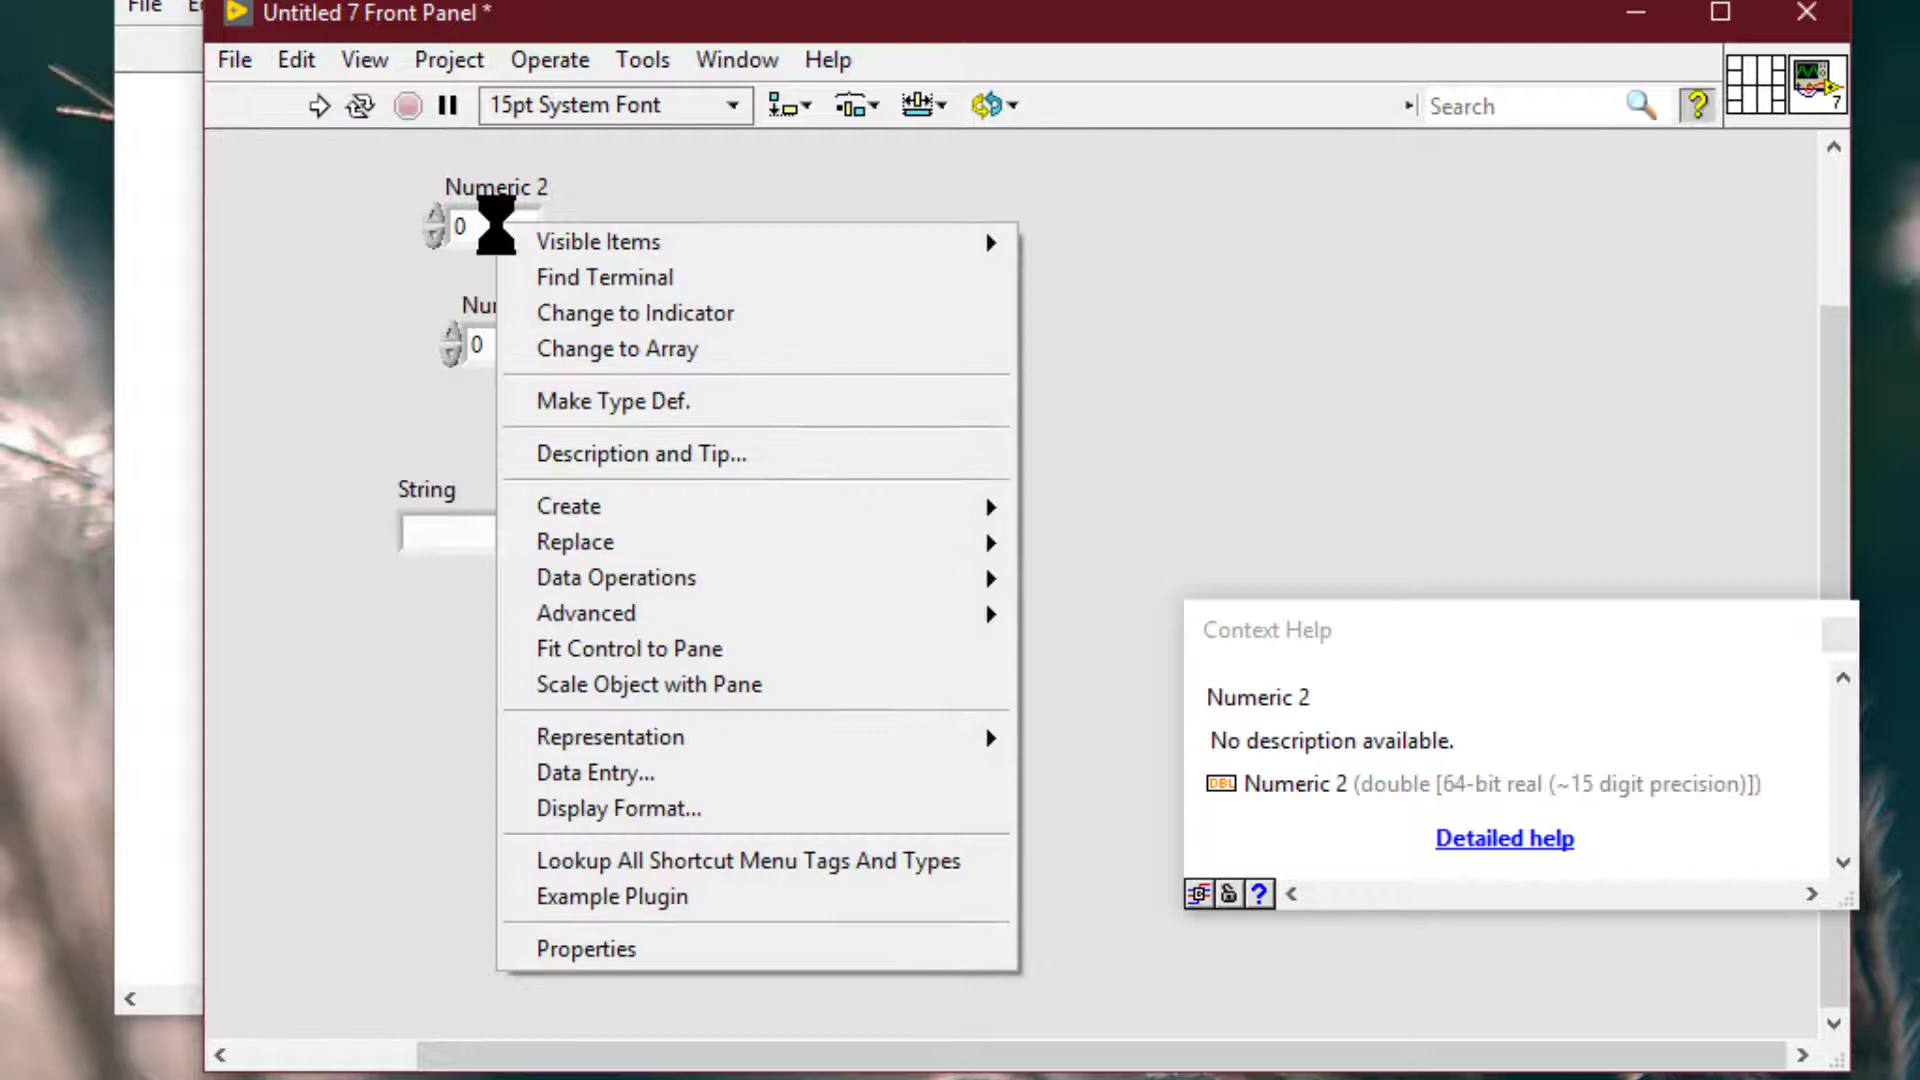 File
Untitled 7 Front Panel *
File Edit View Project Operate Tools Window Help
15pt System Font
Search
7
Numeric 2
0
0
String
Visible Items
Find Terminal
Change to Indicator
Change to Array
Make Type Def.
Description and Tip...
Create
Replace
Data Operations
Advanced
Fit Control to Pane
Scale Object with Pane
Representation
Data Entry...
Display Format...
Lookup All Shortcut Menu Tags And Types
Example Plugin
Properties
Context Help
Numeric 2
No description available.
DBL Numeric 2 (double [64-bit real (~15 digit precision)])
Detailed help